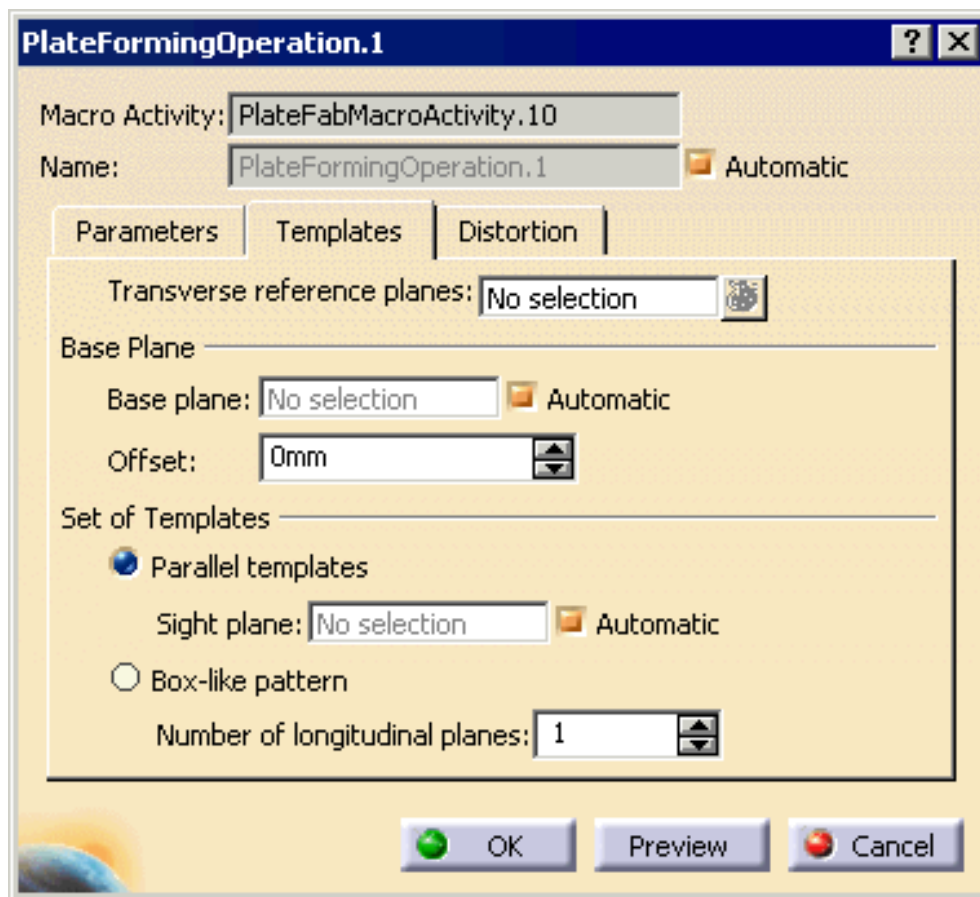 PlateFormingOperation.1 ? X
Macro Activity: PlateFabMacroActivity.10
Name: PlateFormingOperation.1 Automatic
Parameters Templates Distortion
Transverse reference planes: No selection
Base Plane
Base plane: No selection Automatic
Offset: 0mm
Set of Templates
Parallel templates
Sight plane: No selection Automatic
Box-like pattern
Number of longitudinal planes: 1
OK Preview Cancel